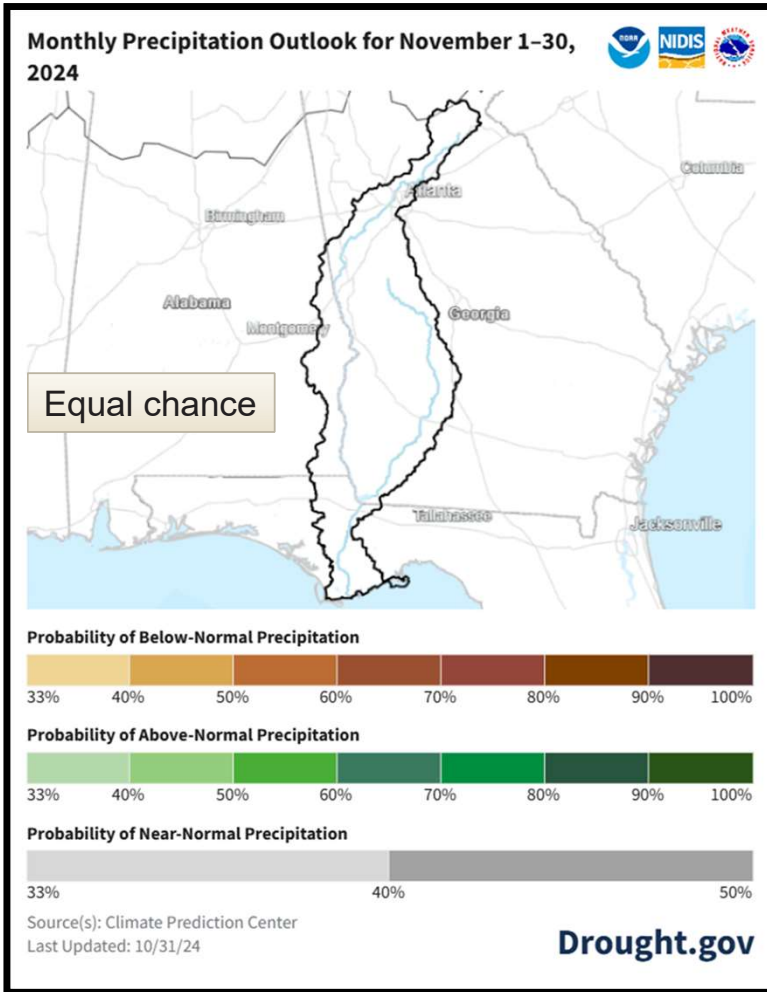 Monthly Precipitation Outlook for November 1–30,
2024
NOAA
NIDIS
Columbia
Atlanta
Birmingham
Alabama
Georgia
Montgomery
Equal chance
Tallahassee
Jacksonville
Probability of Below-Normal Precipitation
33% 40% 50% 60% 70% 80% 90% 100%
Probability of Above-Normal Precipitation
33% 40% 50% 60% 70% 80% 90% 100%
Probability of Near-Normal Precipitation
33% 40% 50%
Source(s): Climate Prediction Center
Last Updated: 10/31/24
Drought.gov